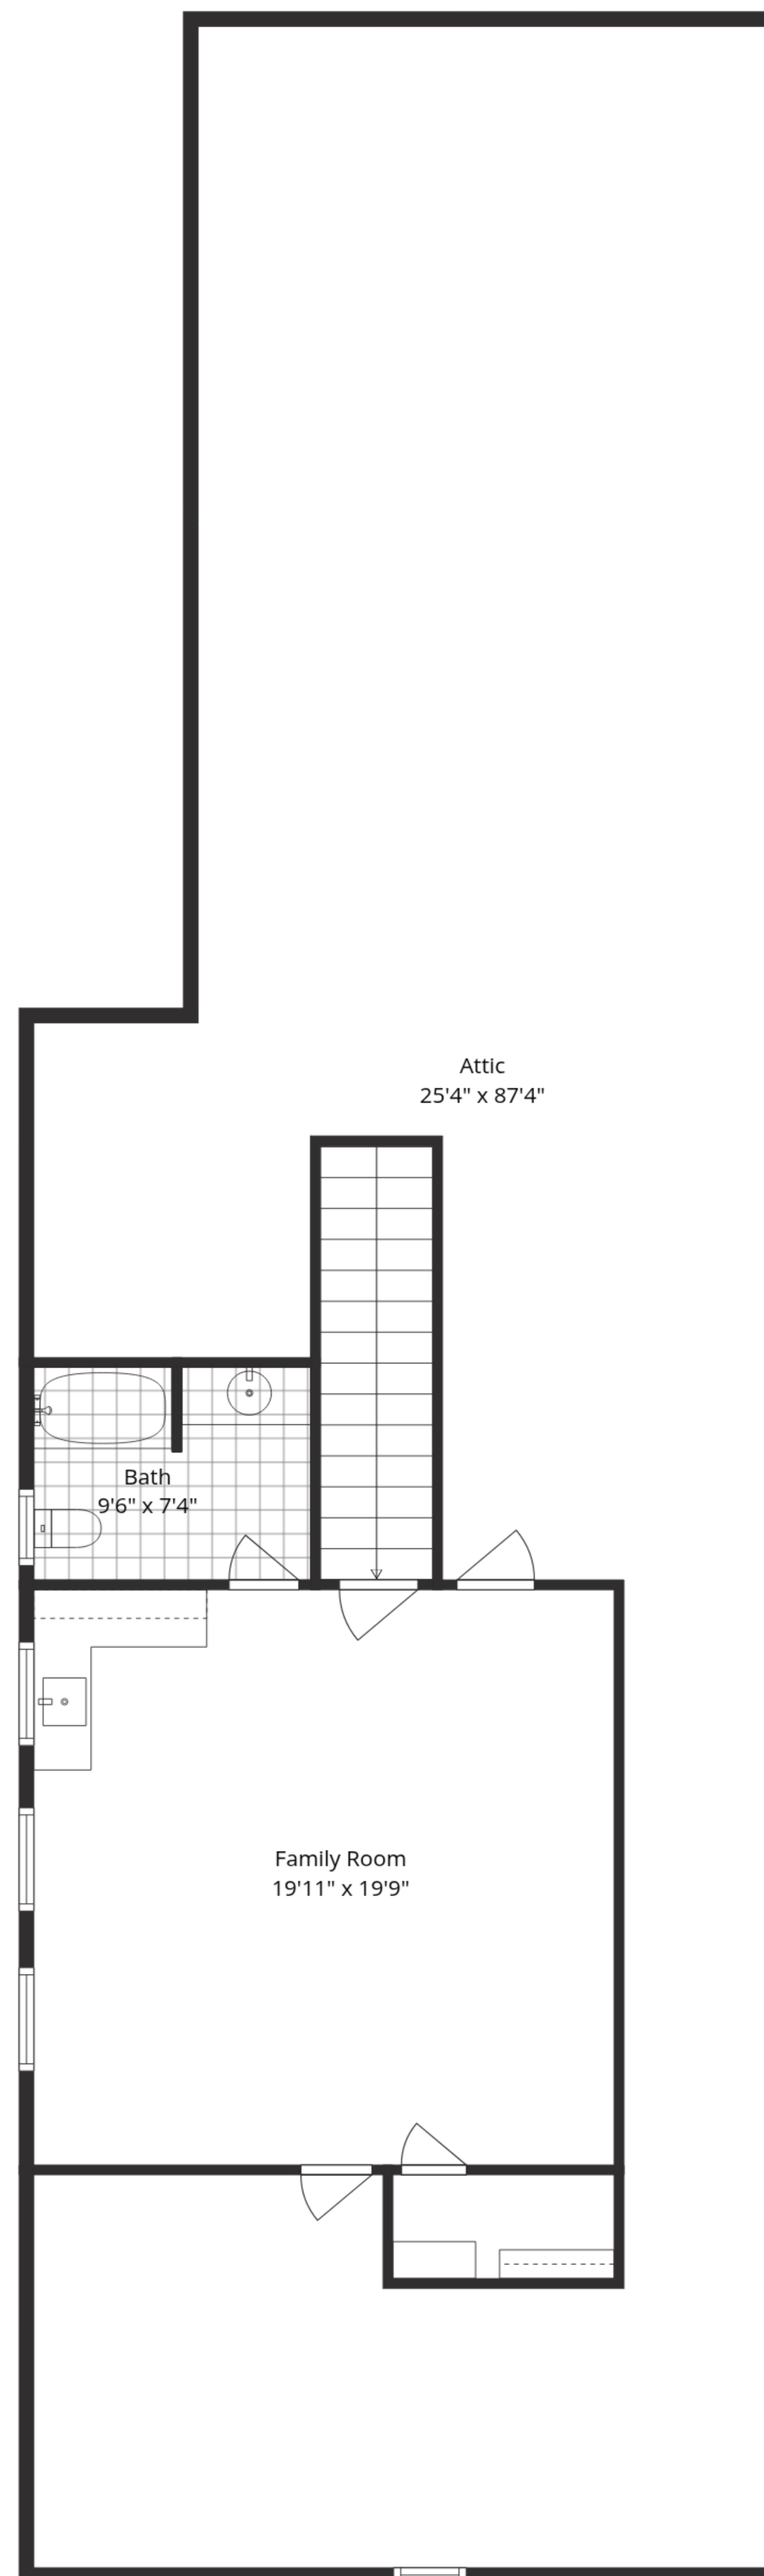 Attic
25'4" x 87'4"
Bath
9'6" x 7'4"
Family Room
19'11" x 19'9"